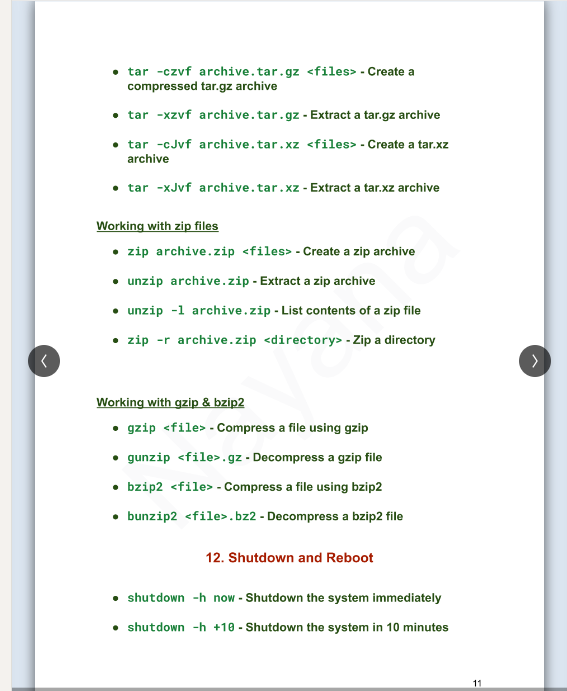 • tar -czvf archive.tar.gz <files> - Create a
compressed tar.gz archive
• tar -xzvf archive.tar.gz - Extract a tar.gz archive
• tar -cJvf archive.tar.xz <files> - Create a tar.xz
archive
• tar -xJvf archive.tar.xz - Extract a tar.xz archive
Working with zip files
• zip archive.zip <files> - Create a zip archive
• unzip archive.zip - Extract a zip archive
• unzip -l archive.zip - List contents of a zip file
• zip -r archive.zip <directory> - Zip a directory
Working with gzip & bzip2
• gzip <file> - Compress a file using gzip
• gunzip <file>.gz - Decompress a gzip file
• bzip2 <file> - Compress a file using bzip2
• bunzip2 <file>.bz2 - Decompress a bzip2 file
12. Shutdown and Reboot
• shutdown -h now - Shutdown the system immediately
• shutdown -h +10 - Shutdown the system in 10 minutes
11